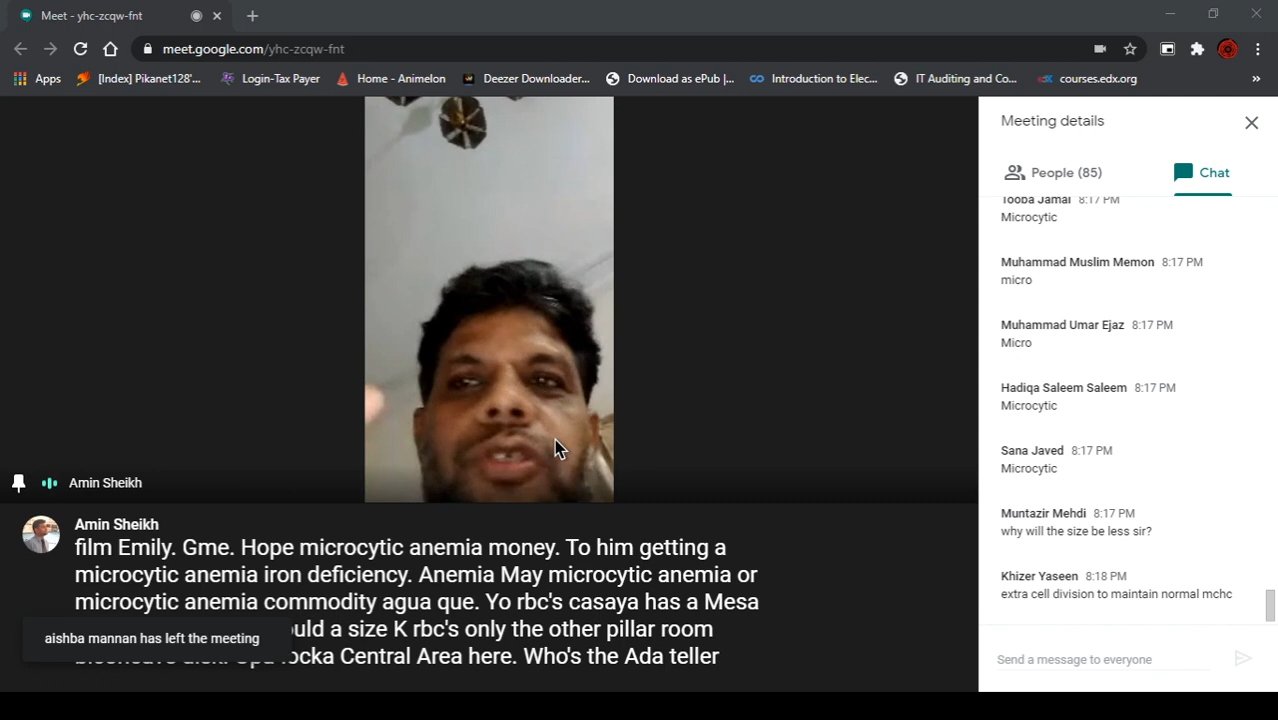 Meet - yhc-zcqw-fnt
meet.google.com/yhc-zcqw-fnt
Apps [Index] Pikanet128'... Login-Tax Payer Home - Animelon Deezer Downloader... Download as ePub |... Introduction to Elec... IT Auditing and Co... courses.edx.org »
Amin Sheikh
Amin Sheikh
film Emily. Gme. Hope microcytic anemia money. To him getting a
microcytic anemia iron deficiency. Anemia May microcytic anemia or
microcytic anemia commodity agua que. Yo rbc's casaya has a Mesa
a size K rbc's only the other pillar room
Central Area here. Who's the Ada teller
aishba mannan has left the meeting
Meeting details
People (85) Chat
Tooba Jamal 8:17 PM
Microcytic
Muhammad Muslim Memon 8:17 PM
micro
Muhammad Umar Ejaz 8:17 PM
Micro
Hadiqa Saleem Saleem 8:17 PM
Microcytic
Sana Javed 8:17 PM
Microcytic
Muntazir Mehdi 8:17 PM
why will the size be less sir?
Khizer Yaseen 8:18 PM
extra cell division to maintain normal mchc
Send a message to everyone